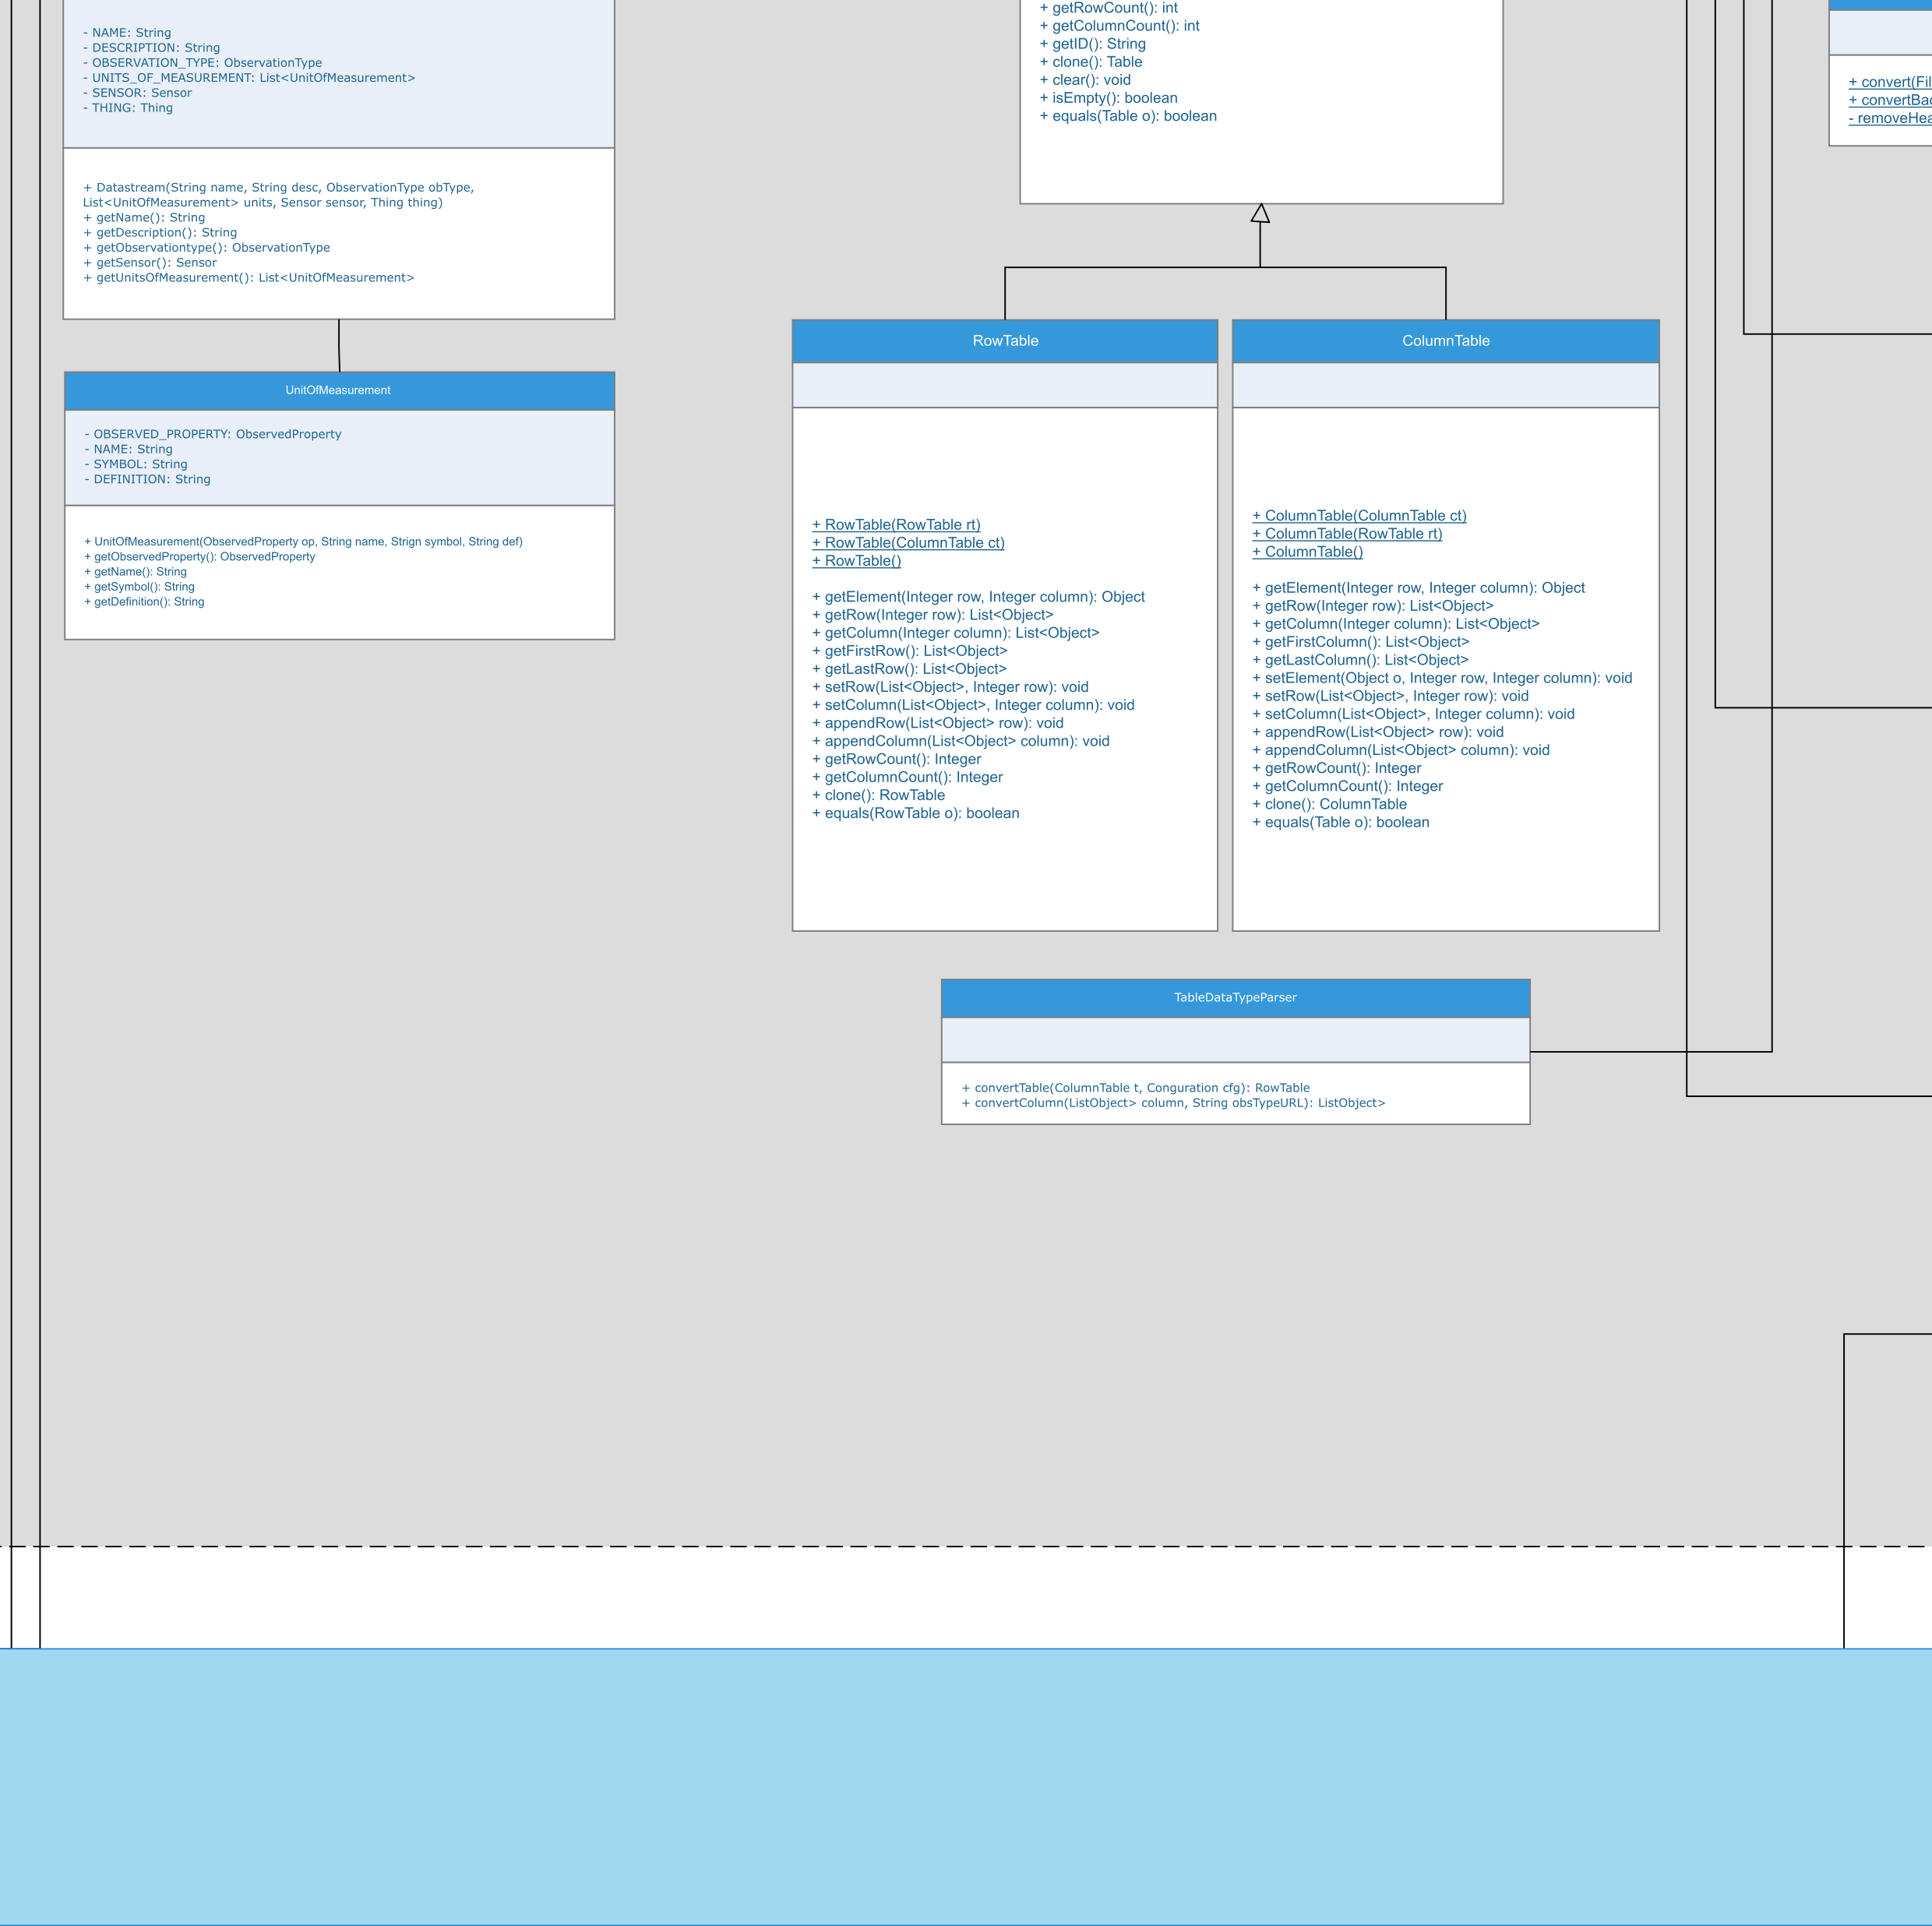 - NAME: String
- DESCRIPTION: String
- OBSERVATION_TYPE: ObservationType
- UNITS_OF_MEASUREMENT: List<UnitOfMeasurement>
- SENSOR: Sensor
- THING: Thing
+ Datastream(String name, String desc, ObservationType obType,
List<UnitOfMeasurement> units, Sensor sensor, Thing thing)
+ getName(): String
+ getDescription(): String
+ getObservationtype(): ObservationType
+ getSensor(): Sensor
+ getUnitsOfMeasurement(): List<UnitOfMeasurement>
UnitOfMeasurement
- OBSERVED_PROPERTY: ObservedProperty
- NAME: String
- SYMBOL: String
- DEFINITION: String
+ UnitOfMeasurement(ObservedProperty op, String name, Strign symbol, String def)
+ getObservedProperty(): ObservedProperty
+ getName(): String
+ getSymbol(): String
+ getDefinition(): String
+ getRowCount(): int
+ getColumnCount(): int
+ getID(): String
+ clone(): Table
+ clear(): void
+ isEmpty(): boolean
+ equals(Table o): boolean
RowTable
+ RowTable(RowTable rt)
+ RowTable(ColumnTable ct)
+ RowTable()
+ getElement(Integer row, Integer column): Object
+ getRow(Integer row): List<Object>
+ getColumn(Integer column): List<Object>
+ getFirstRow(): List<Object>
+ getLastRow(): List<Object>
+ setRow(List<Object>, Integer row): void
+ setColumn(List<Object>, Integer column): void
+ appendRow(List<Object> row): void
+ appendColumn(List<Object> column): void
+ getRowCount(): Integer
+ getColumnCount(): Integer
+ clone(): RowTable
+ equals(RowTable o): boolean
ColumnTable
+ ColumnTable(ColumnTable ct)
+ ColumnTable(RowTable rt)
+ ColumnTable()
+ getElement(Integer row, Integer column): Object
+ getRow(Integer row): List<Object>
+ getColumn(Integer column): List<Object>
+ getFirstColumn(): List<Object>
+ getLastColumn(): List<Object>
+ setElement(Object o, Integer row, Integer column): void
+ setRow(List<Object>, Integer row): void
+ setColumn(List<Object>, Integer column): void
+ appendRow(List<Object> row): void
+ appendColumn(List<Object> column): void
+ getRowCount(): Integer
+ getColumnCount(): Integer
+ clone(): ColumnTable
+ equals(Table o): boolean
TableDataTypeParser
+ convertTable(ColumnTable t, Conguration cfg): RowTable
+ convertColumn(ListObject> column, String obsTypeURL): ListObject>
+ convert(Fil
+ convertBac
- removeHea